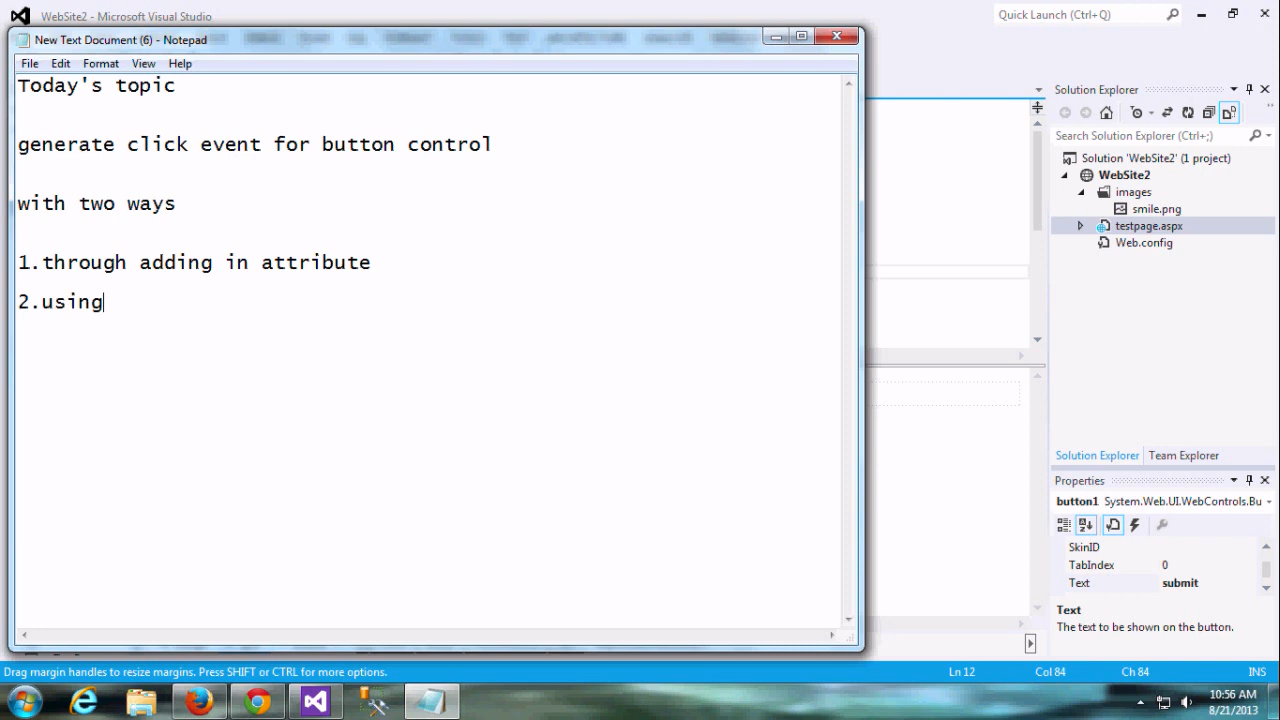 WebSite2 - Microsoft Visual Studio
Quick Launch (Ctrl+Q)
New Text Document (6) - Notepad
File Edit Format View Help
Today's topic
generate click event for button control
with two ways
1.through adding in attribute
2.using
Solution Explorer
Search Solution Explorer (Ctrl+;)
Solution 'WebSite2' (1 project)
WebSite2
images
smile.png
testpage.aspx
Web.config
Solution Explorer Team Explorer
Properties
button1 System.Web.UI.WebControls.Bu
SkinID
TabIndex 0
Text submit
Text
The text to be shown on the button.
Drag margin handles to resize margins. Press SHIFT or CTRL for more options.
Ln 12 Col 84 Ch 84 INS
10:56 AM
8/21/2013